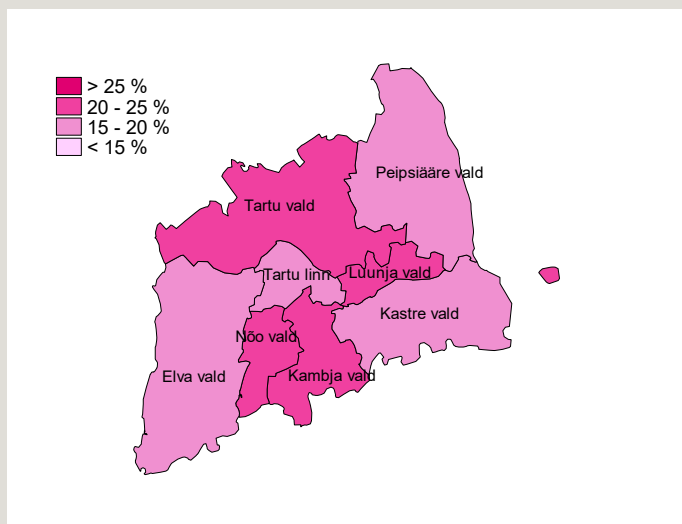 > 25 %
20 - 25 %
15 - 20 %
< 15 %
Peipsiääre vald
Tartu vald
Tartu linn
Luunja vald
Kastre vald
Nõo vald
Elva vald
Kambja vald